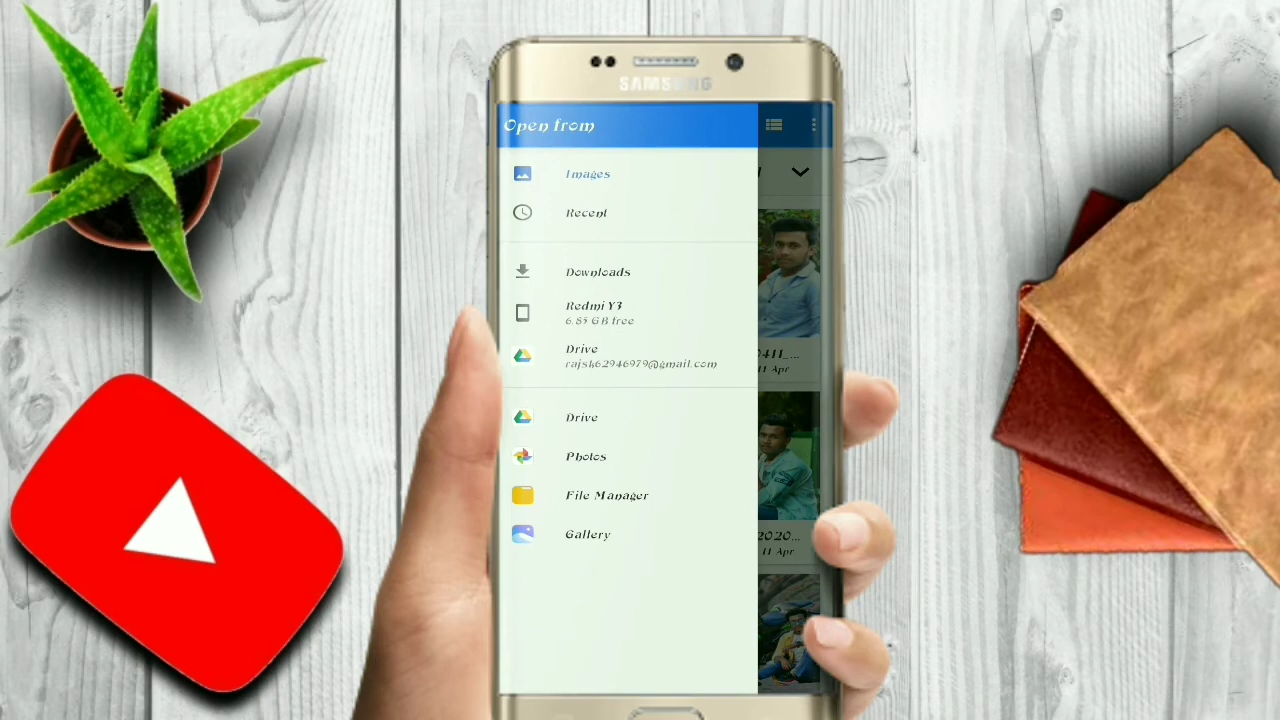 SAMSUNG
Open from
Images
Recent
Downloads
Redmi Y3
6.85 GB free
Drive
rajsk62946979@gmail.com
Drive
Photos
File Manager
Gallery
0411_...
11 Apr
2020...
11 Apr